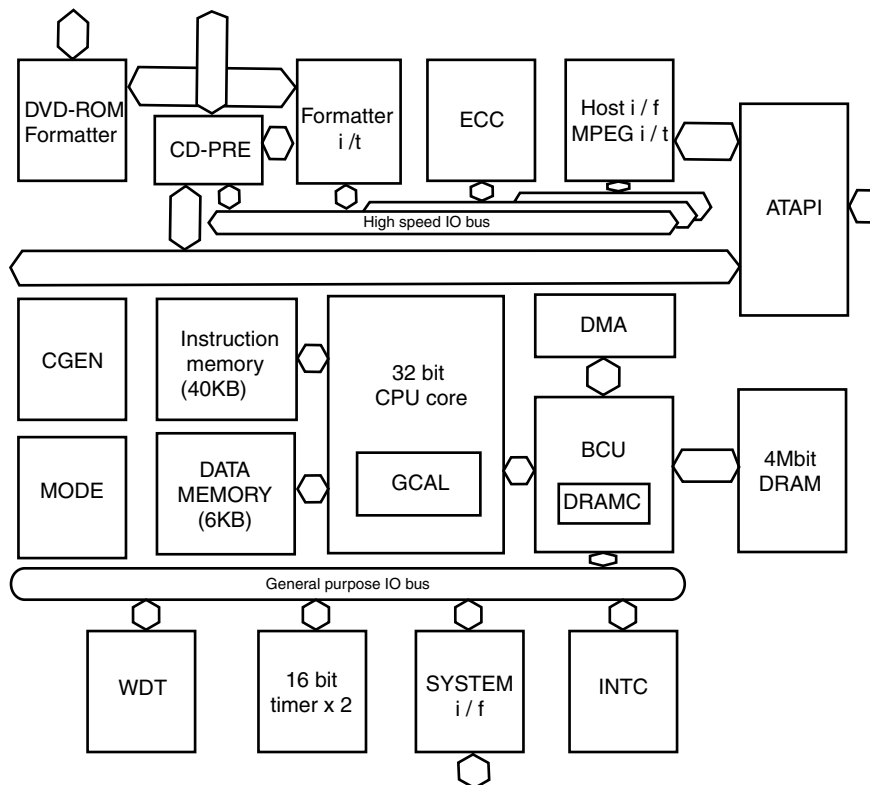 DVD-ROM
Formatter
CD-PRE
Formatter
i /t
ECC
Host i / f
MPEG i / t
ATAPI
High speed IO bus
CGEN
Instruction
memory
(40KB)
32 bit
CPU core
GCAL
DMA
MODE
DATA
MEMORY
(6KB)
BCU
DRAMC
4Mbit
DRAM
General purpose IO bus
WDT
16 bit
timer x 2
SYSTEM
i / f
INTC